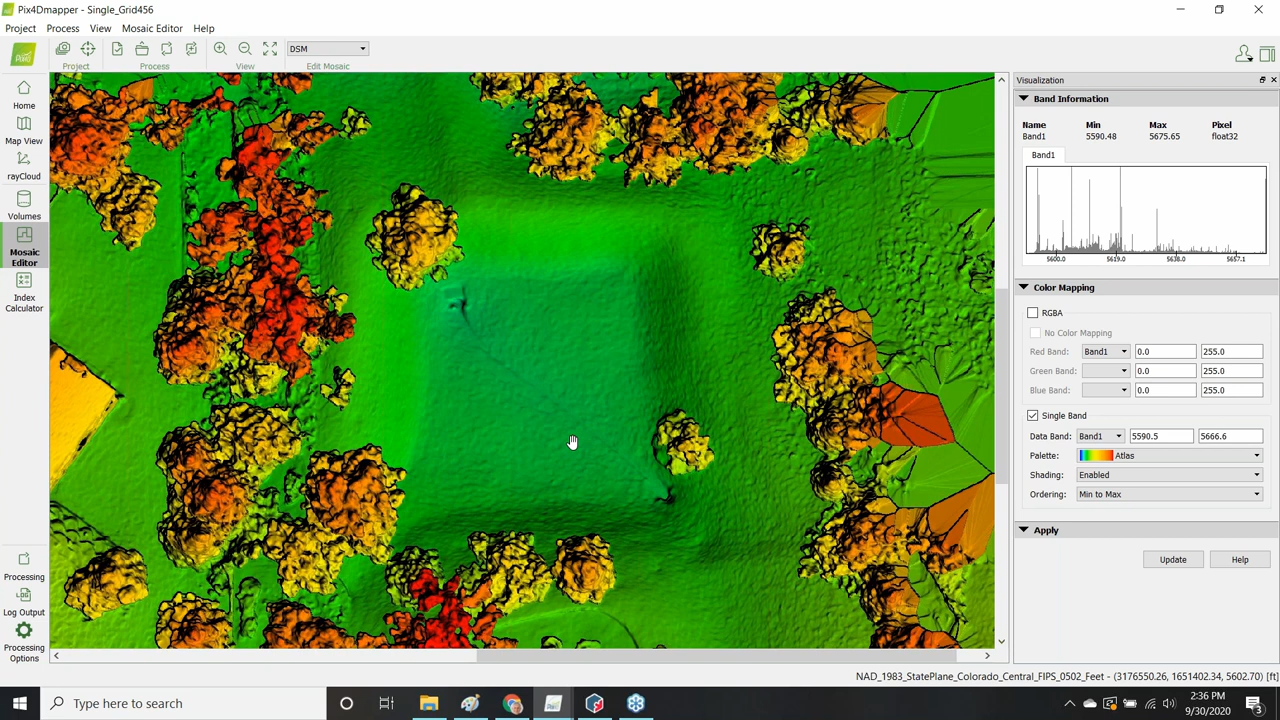 Pix4Dmapper - Single_Grid456
Project Process View Mosaic Editor Help
DSM
Project Process View Edit Mosaic
Home
Map View
rayCloud
Volumes
Mosaic
Editor
Index
Calculator
Processing
Log Output
Processing
Options
Visualization
Band Information
Name Min Max Pixel
Band1 5590.48 5675.65 float32
Band1
5600.0 5619.0 5638.0 5657.1
Color Mapping
RGBA
No Color Mapping
Red Band: Band1 0.0 255.0
Green Band: 0.0 255.0
Blue Band: 0.0 255.0
Single Band
Data Band: Band1 5590.5 5666.6
Palette: Atlas
Shading: Enabled
Ordering: Min to Max
Apply
Update Help
NAD_1983_StatePlane_Colorado_Central_FIPS_0502_Feet - (3176550.26, 1651402.34, 5602.70) [ft]
Type here to search
2:36 PM
9/30/2020
3